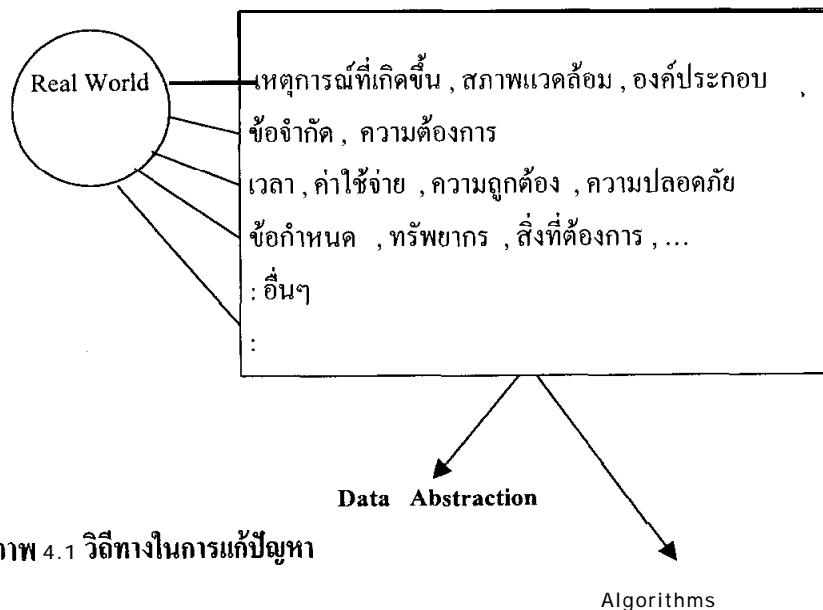 Real World
เหตุการณ์ที่เกิดขึ้น , สภาพแวดล้อม , องค์ประกอบ
ข้อจำกัด , ความต้องการ
เวลา , ค่าใช้จ่าย , ความถูกต้อง , ความปลอดภัย
ข้อกำหนด , ทรัพยากร , สิ่งที่ต้องการ , ...
: อื่นๆ
:
Data Abstraction
าพ 4.1 วิถีทางในการแก้ปัญหา
Algorithms